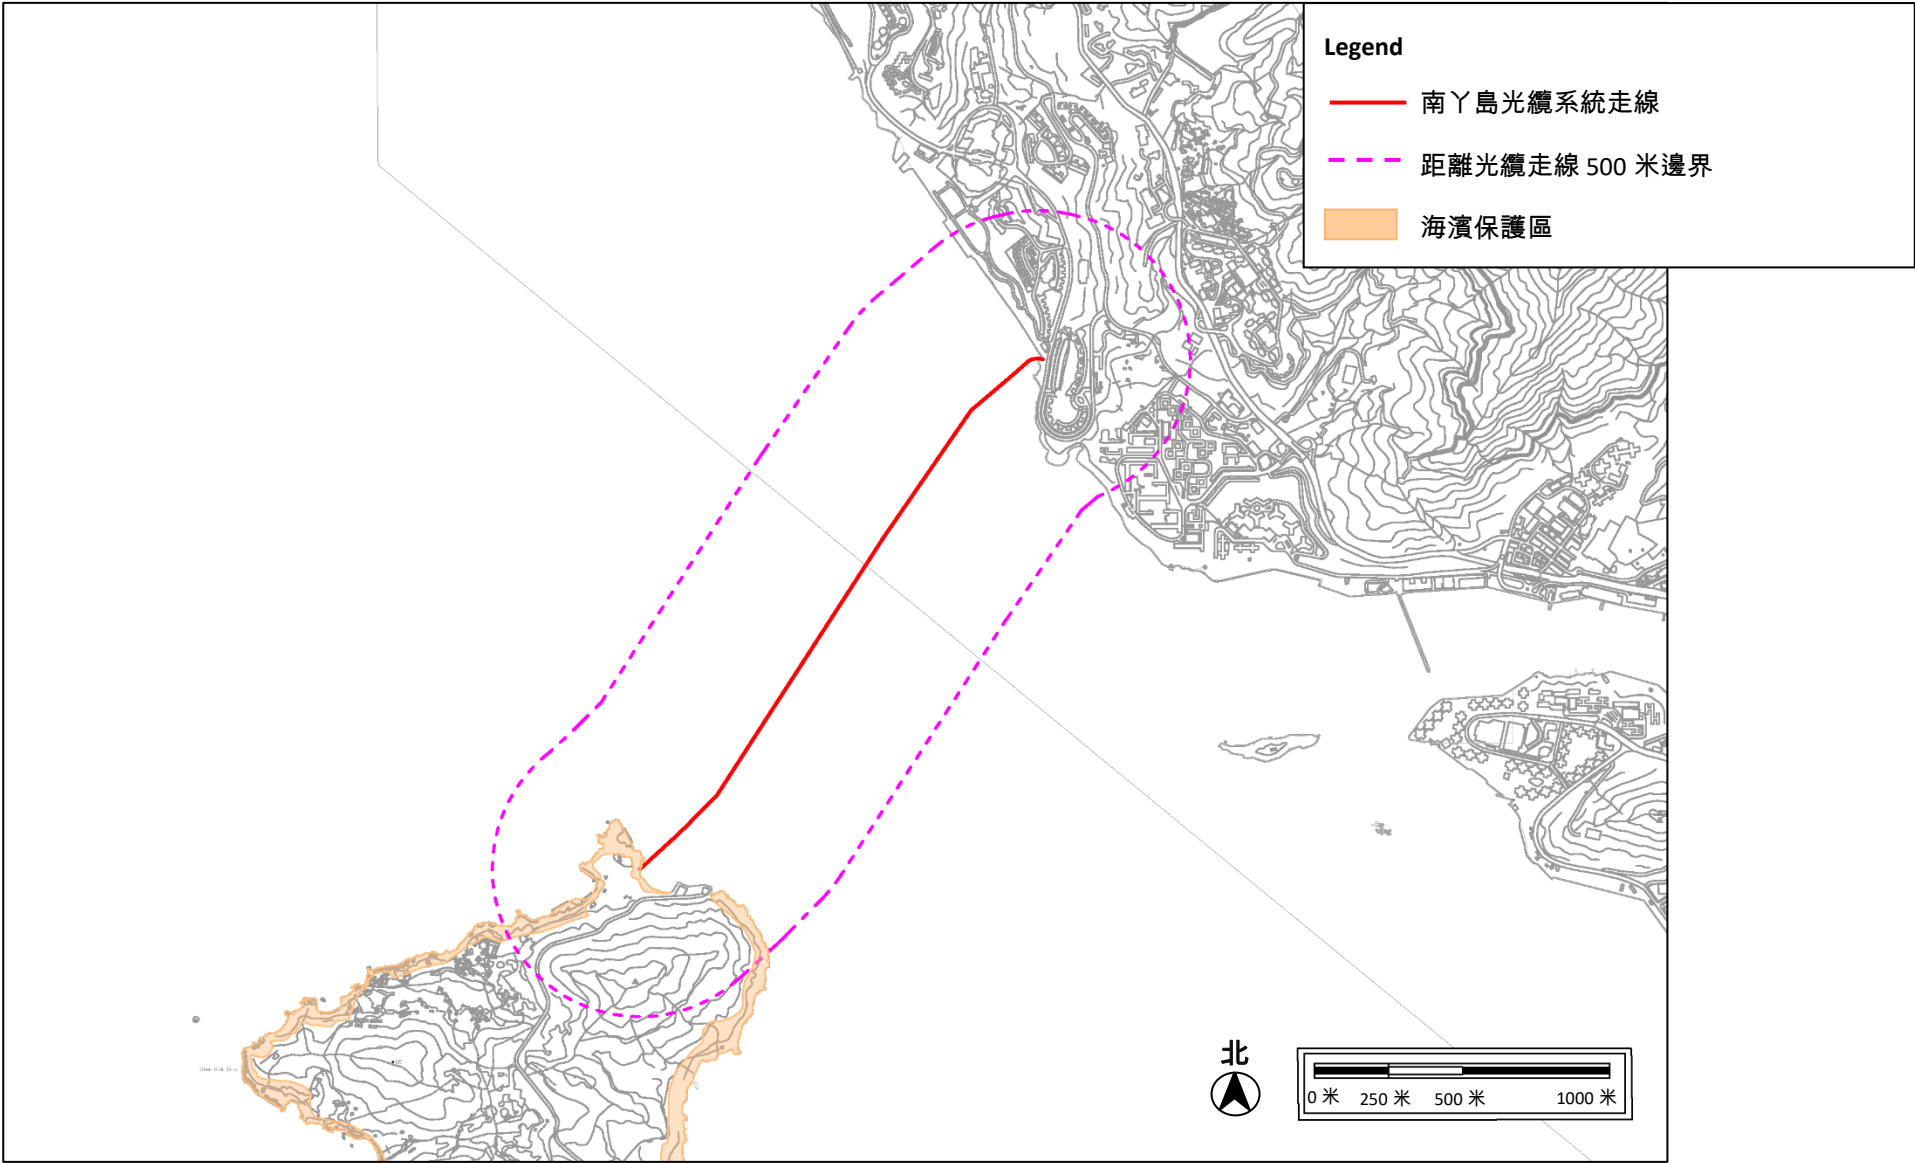 Legend
南丫島光纜系統走線
距離光纜走線 500 米邊界
海濱保護區
北
0 米 250 米 500 米 1000 米